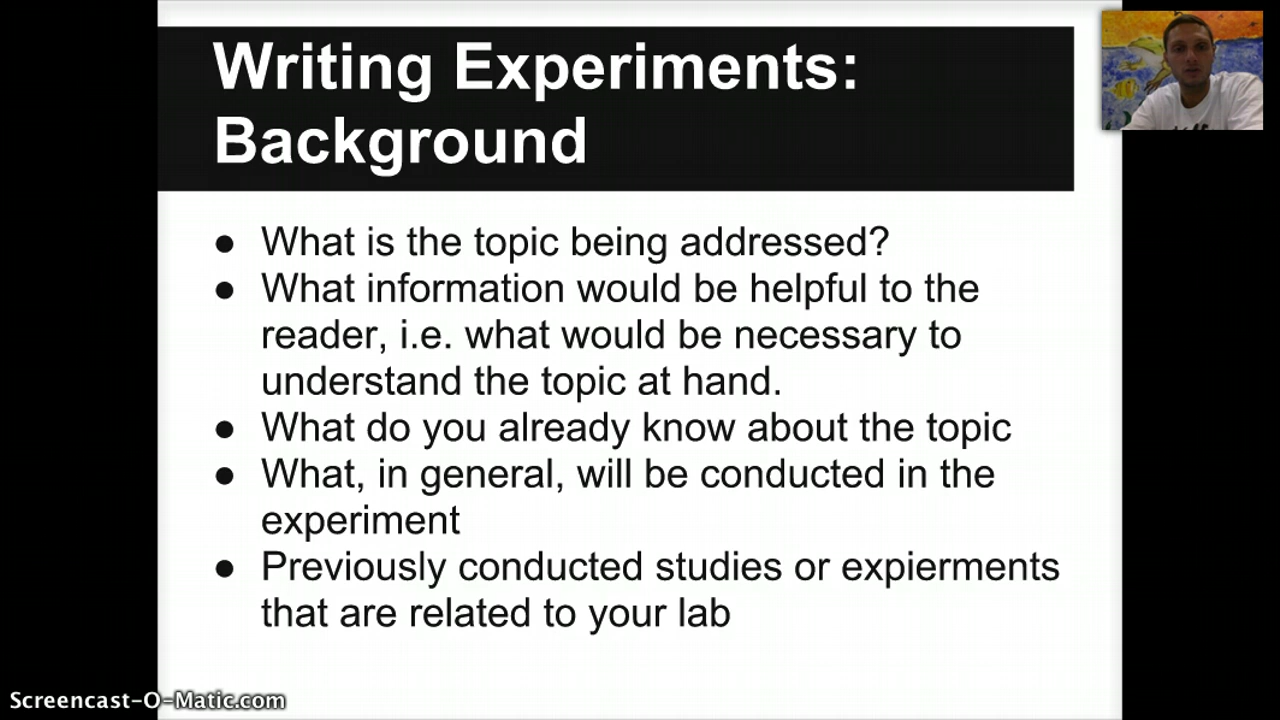 Writing Experiments:
Background
● What is the topic being addressed?
● What information would be helpful to the
reader, i.e. what would be necessary to
understand the topic at hand.
● What do you already know about the topic
● What, in general, will be conducted in the
experiment
● Previously conducted studies or expierments
that are related to your lab
Screencast-O-Matic.com